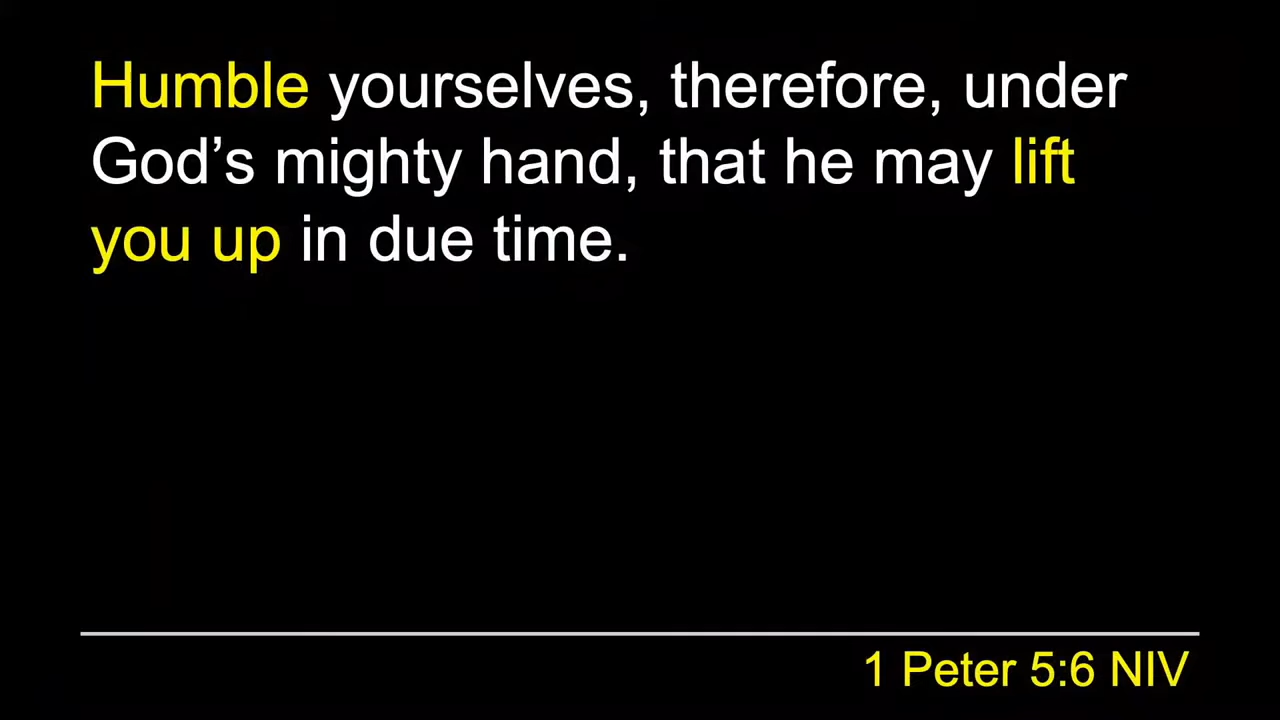 Humble yourselves, therefore, under
God’s mighty hand, that he may lift
you up in due time.
1 Peter 5:6 NIV